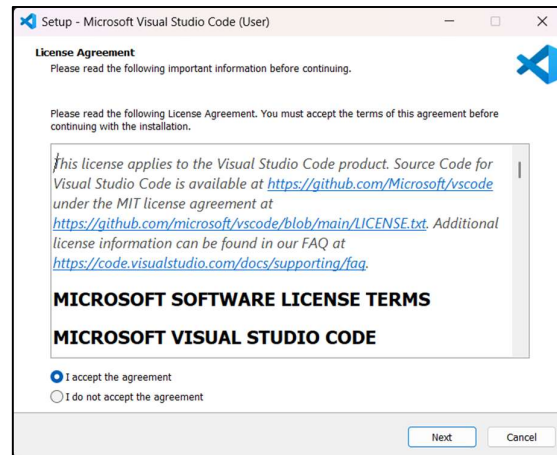 Setup - Microsoft Visual Studio Code (User)
License Agreement
Please read the following important information before continuing.
Please read the following License Agreement. You must accept the terms of this agreement before
continuing with the installation.
This license applies to the Visual Studio Code product. Source Code for
Visual Studio Code is available at https://github.com/Microsoft/vscode
under the MIT license agreement at
https://github.com/microsoft/vscode/blob/main/LICENSE.txt. Additional
license information can be found in our FAQ at
https://code.visualstudio.com/docs/supporting/faq.
MICROSOFT SOFTWARE LICENSE TERMS
MICROSOFT VISUAL STUDIO CODE
I accept the agreement
I do not accept the agreement
Next Cancel